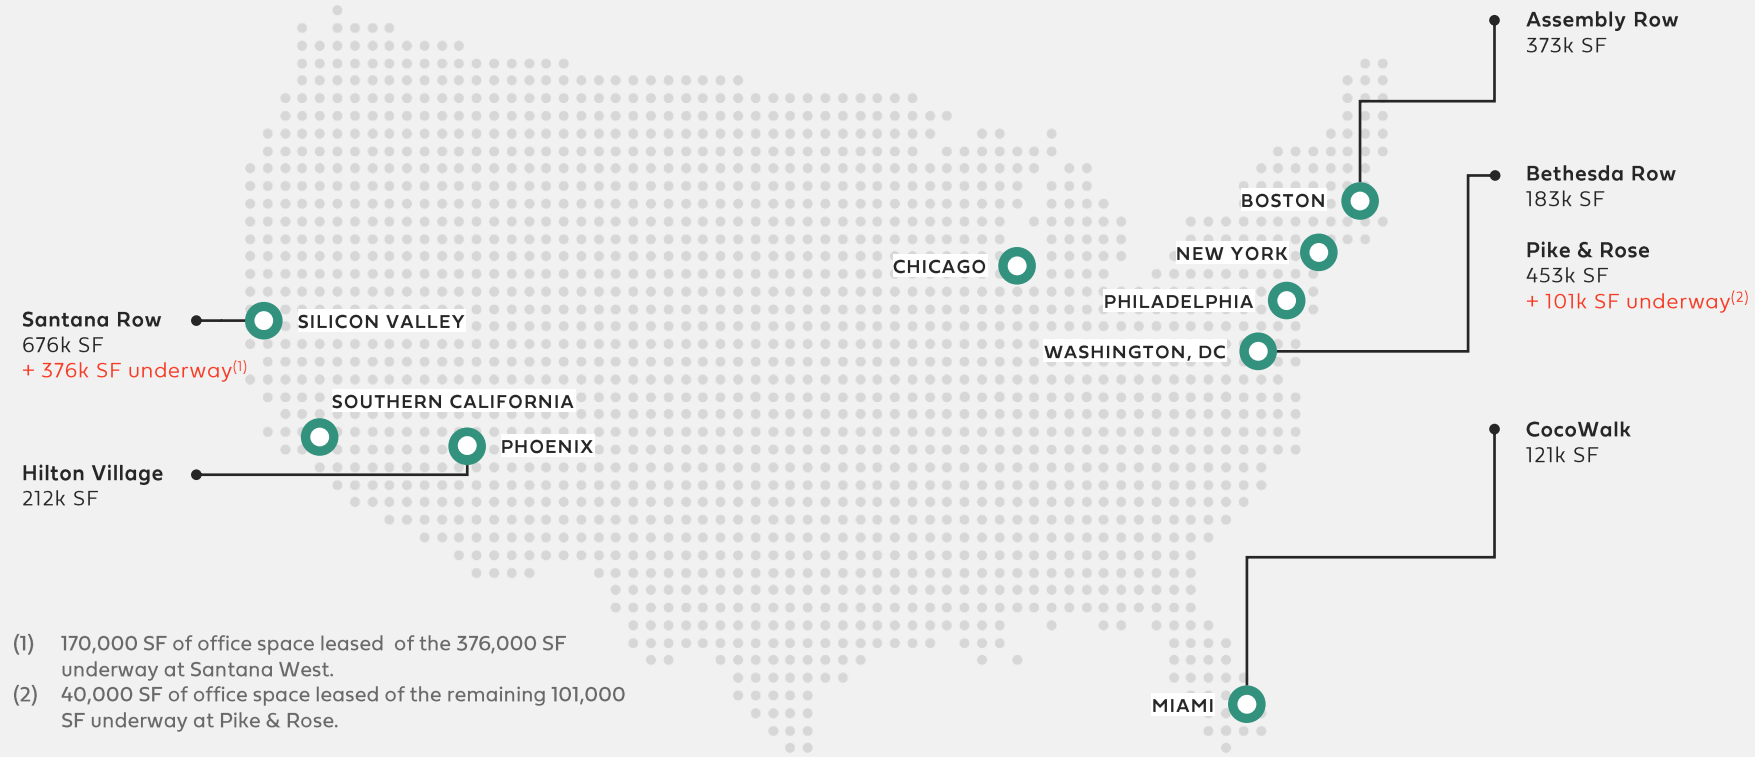 Assembly Row
373k SF
Bethesda Row
183k SF
Pike & Rose
453k SF
+ 101k SF underway(2)
BOSTON
NEW YORK
CHICAGO
PHILADELPHIA
WASHINGTON, DC
Santana Row
676k SF
+ 376k SF underway(1)
SILICON VALLEY
SOUTHERN CALIFORNIA
PHOENIX
Hilton Village
212k SF
CocoWalk
121k SF
MIAMI
(1) 170,000 SF of office space leased of the 376,000 SF
underway at Santana West.
(2) 40,000 SF of office space leased of the remaining 101,000
SF underway at Pike & Rose.